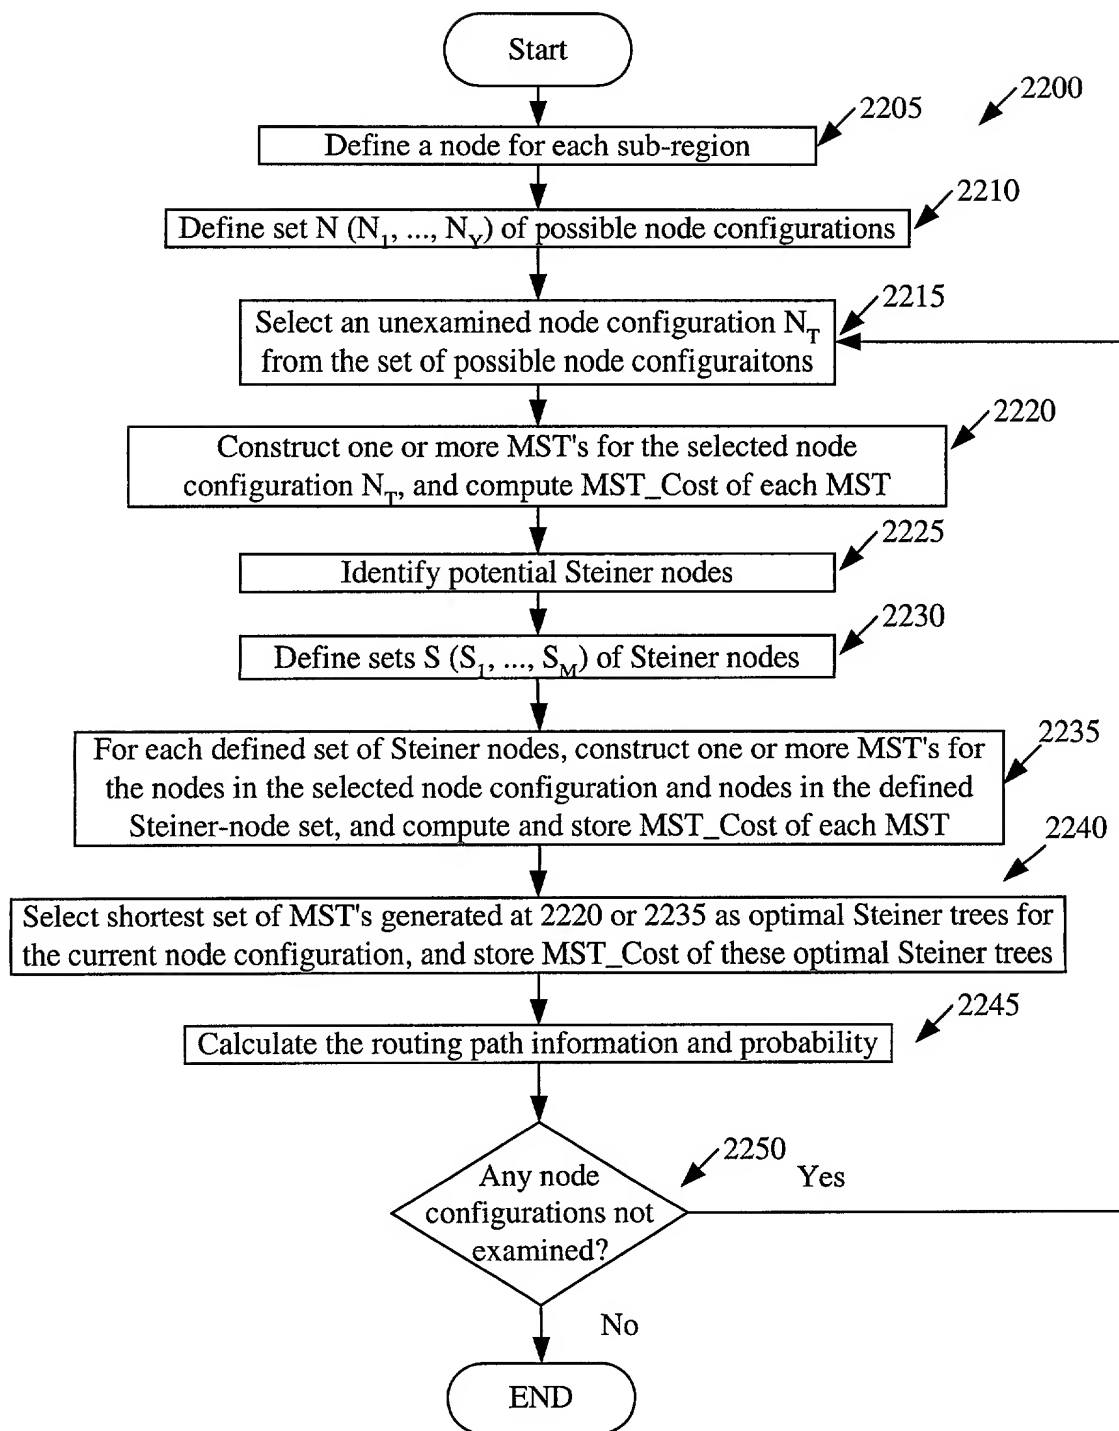 Start
2200
2205
Define a node for each sub-region
2210
Define set N (N1, ..., NY) of possible node configurations
2215
Select an unexamined node configuration NT
from the set of possible node configuraitons
2220
Construct one or more MST's for the selected node
configuration NT, and compute MST_Cost of each MST
2225
Identify potential Steiner nodes
2230
Define sets S (S1, ..., SM) of Steiner nodes
2235
For each defined set of Steiner nodes, construct one or more MST's for
the nodes in the selected node configuration and nodes in the defined
Steiner-node set, and compute and store MST_Cost of each MST
2240
Select shortest set of MST's generated at 2220 or 2235 as optimal Steiner trees for
the current node configuration, and store MST_Cost of these optimal Steiner trees
2245
Calculate the routing path information and probability
2250
Yes
Any node
configurations not
examined?
No
END